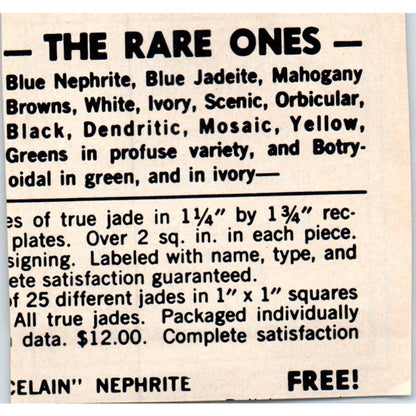 — THE RARE ONES —
Blue Nephrite, Blue Jadeite, Mahogany
Browns, White, Ivory, Scenic, Orbicular,
Black, Dendritic, Mosaic, Yellow,
Greens in profuse variety, and Botry-
oidal in green, and in ivory—
es of true jade in 1¼" by 1¾" rec-
plates. Over 2 sq. in. in each piece.
signing. Labeled with name, type, and
ete satisfaction guaranteed.
of 25 different jades in 1" x 1" squares
All true jades. Packaged individually
data. $12.00. Complete satisfaction
CELAIN" NEPHRITE FREE!